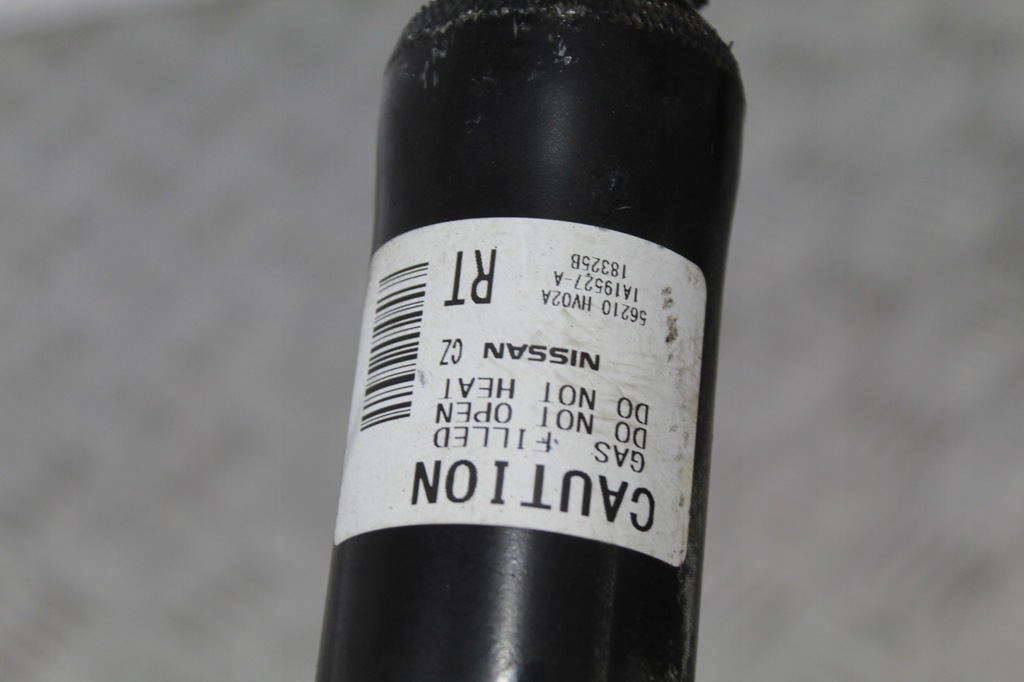 CAUTION
GAS FILLED
DO NOT OPEN
DO NOT HEAT
NISSAN CZ
56210 HV02A
1A19527-A
18325B
RT